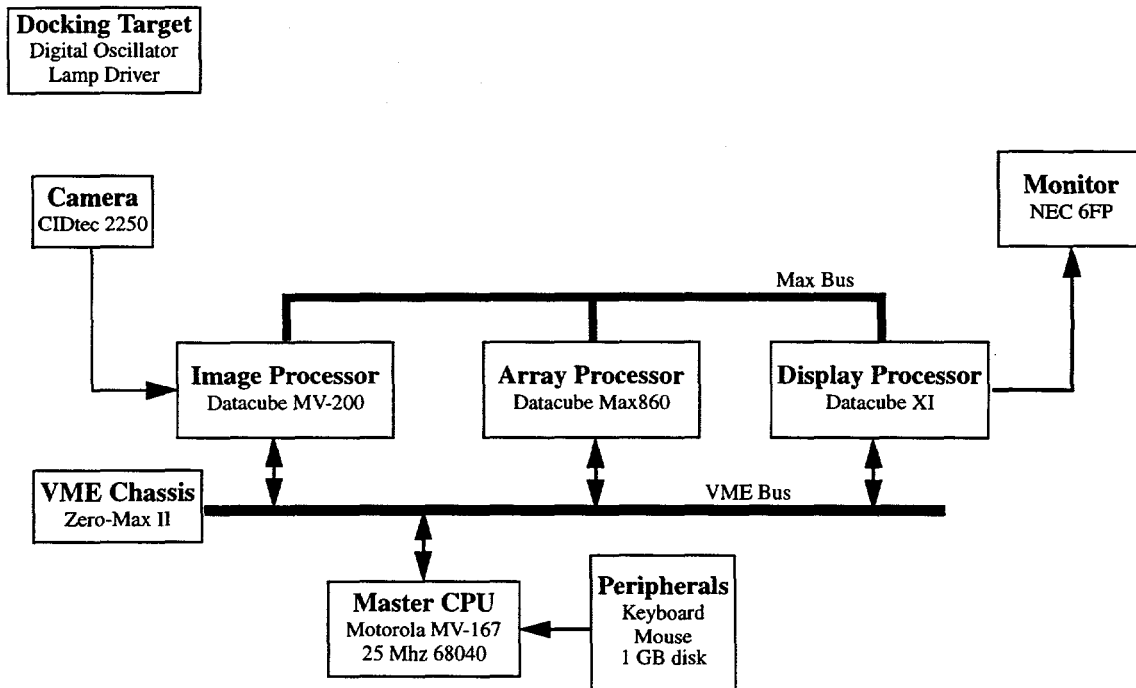 Docking Target
Digital Oscillator
Lamp Driver
Camera
CIDtec 2250
Monitor
NEC 6FP
Max Bus
Image Processor
Datacube MV-200
Array Processor
Datacube Max860
Display Processor
Datacube XI
VME Chassis
Zero-Max II
VME Bus
Master CPU
Motorola MV-167
25 Mhz 68040
Peripherals
Keyboard
Mouse
1 GB disk